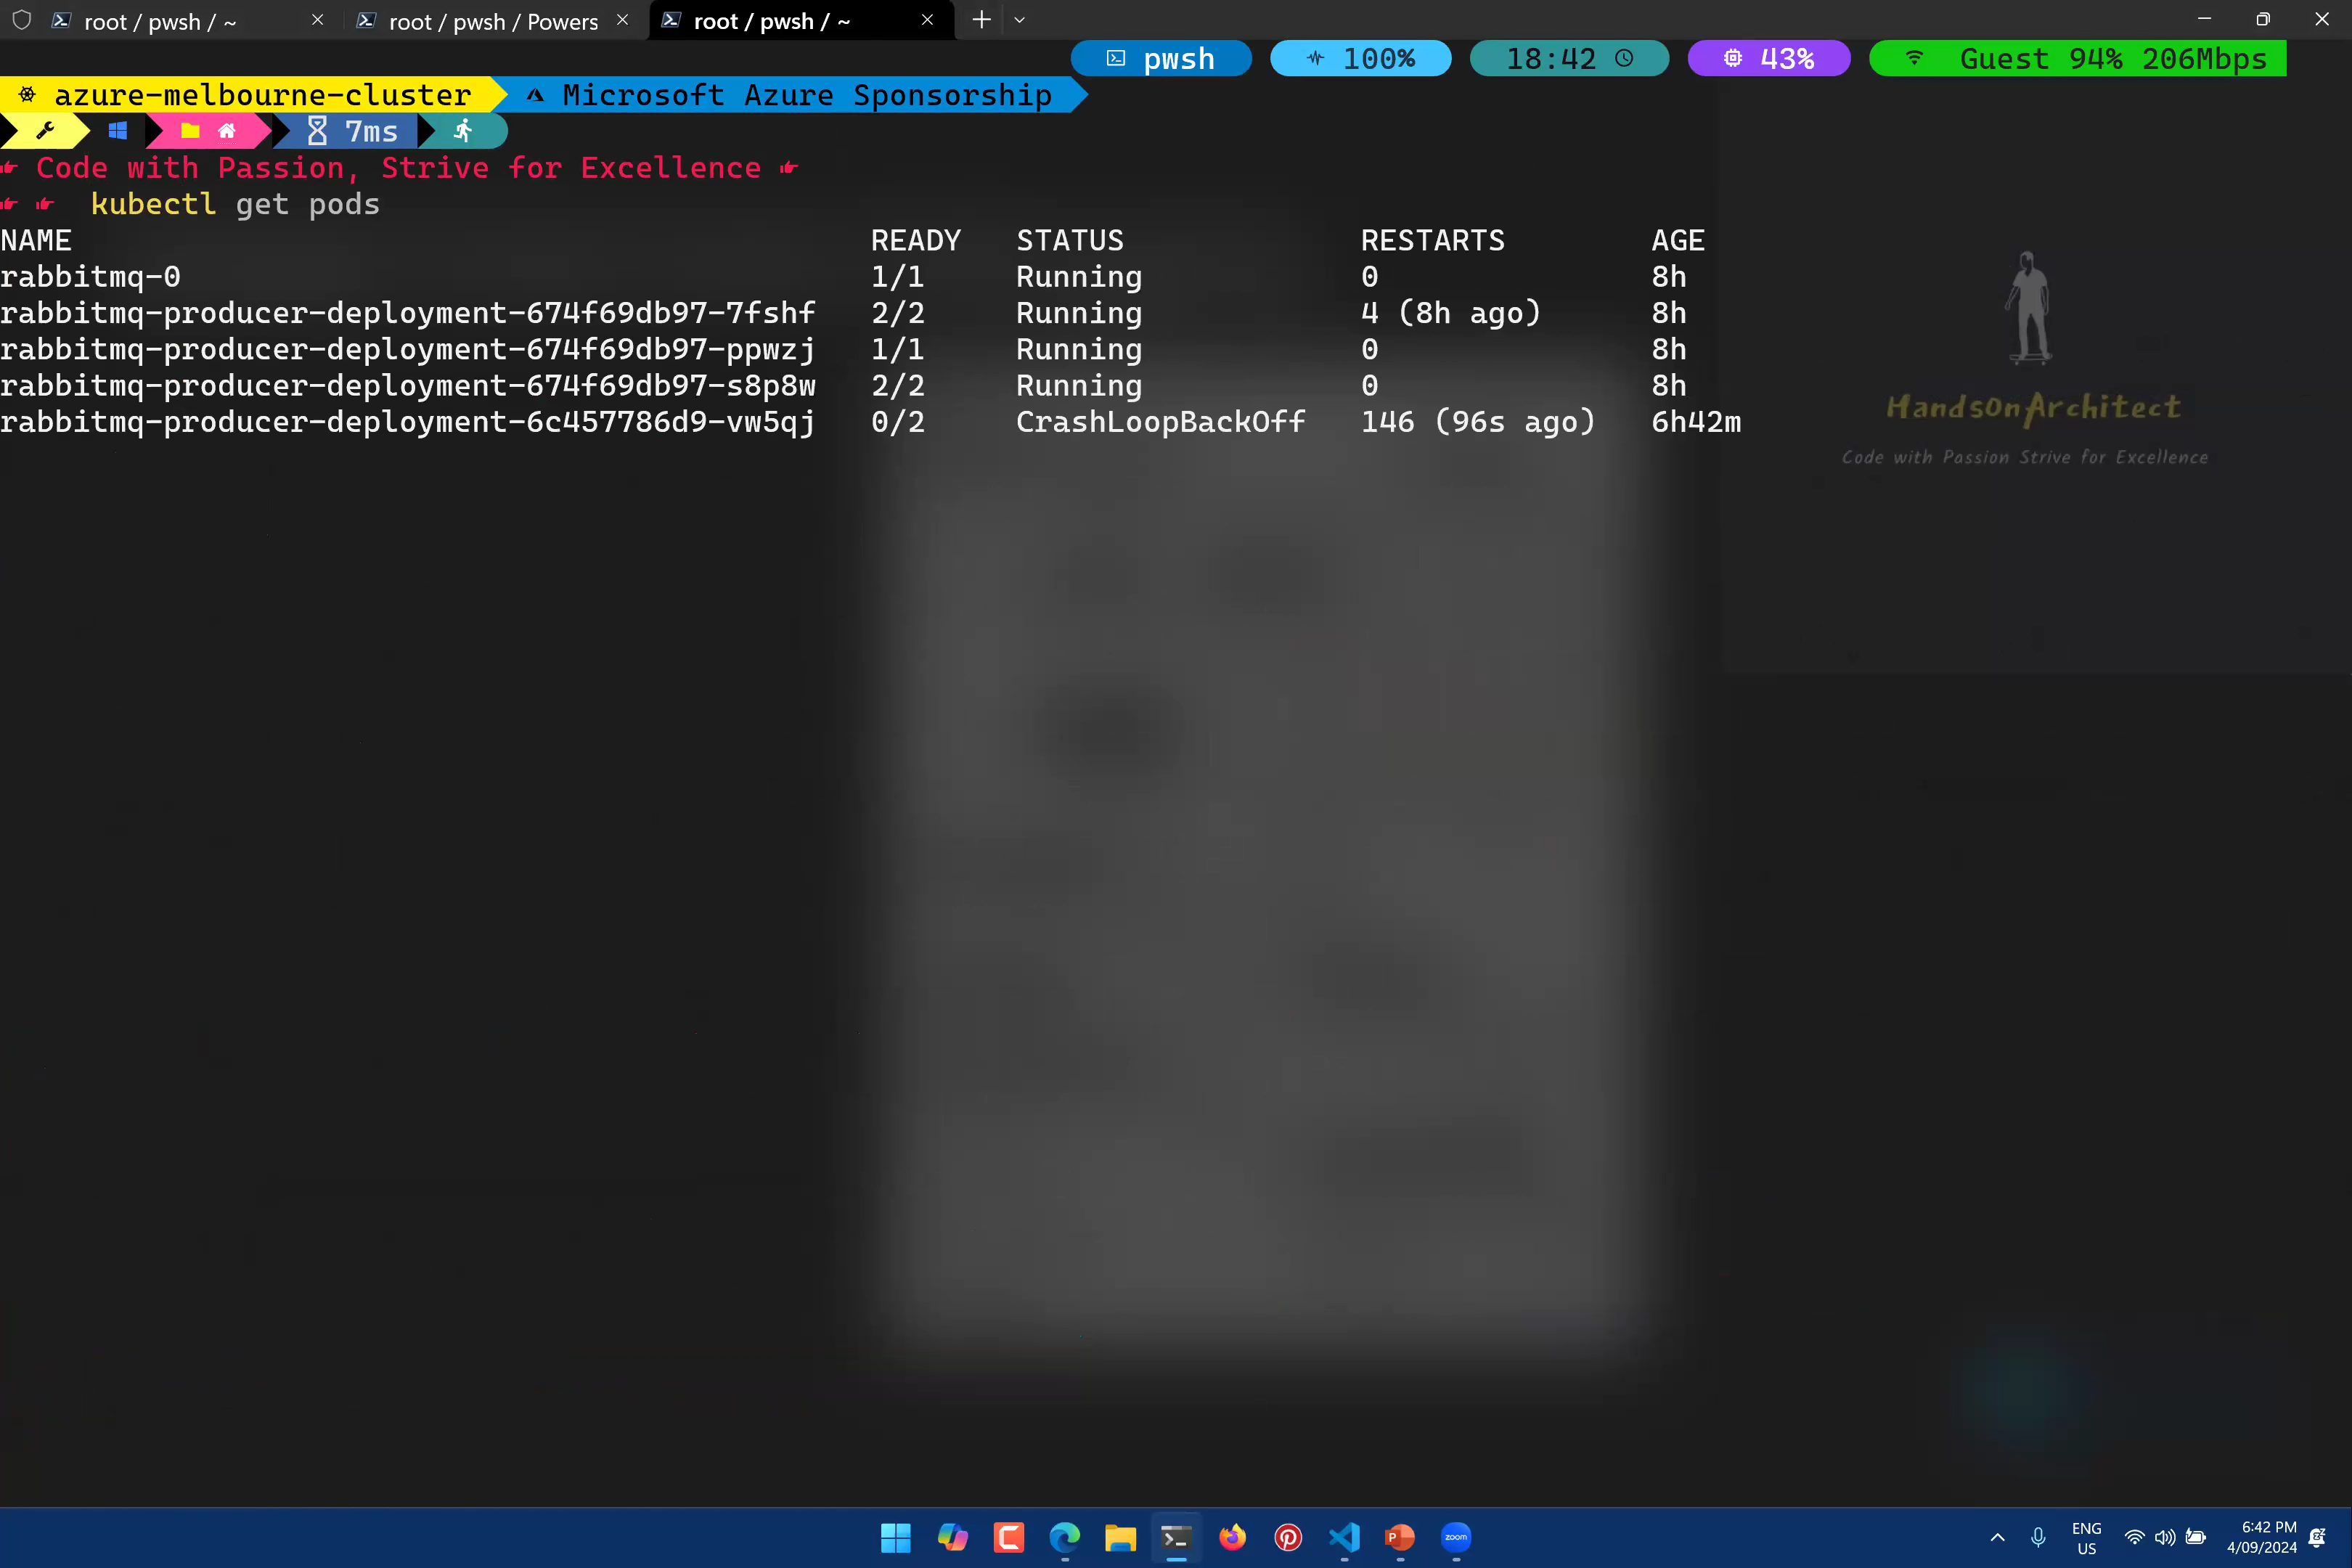 root / pwsh / ~
root / pwsh / Powers
root / pwsh / ~
pwsh 100% 18:42 43% Guest 94% 206Mbps
azure-melbourne-cluster Microsoft Azure Sponsorship
7ms
Code with Passion, Strive for Excellence
kubectl get pods
NAME READY STATUS RESTARTS AGE
rabbitmq-0 1/1 Running 0 8h
rabbitmq-producer-deployment-674f69db97-7fshf 2/2 Running 4 (8h ago) 8h
rabbitmq-producer-deployment-674f69db97-ppwzj 1/1 Running 0 8h
rabbitmq-producer-deployment-674f69db97-s8p8w 2/2 Running 0 8h
rabbitmq-producer-deployment-6c457786d9-vw5qj 0/2 CrashLoopBackOff 146 (96s ago) 6h42m
HandsOnArchitect
Code with Passion Strive for Excellence
zoom
ENG
US
6:42 PM
4/09/2024